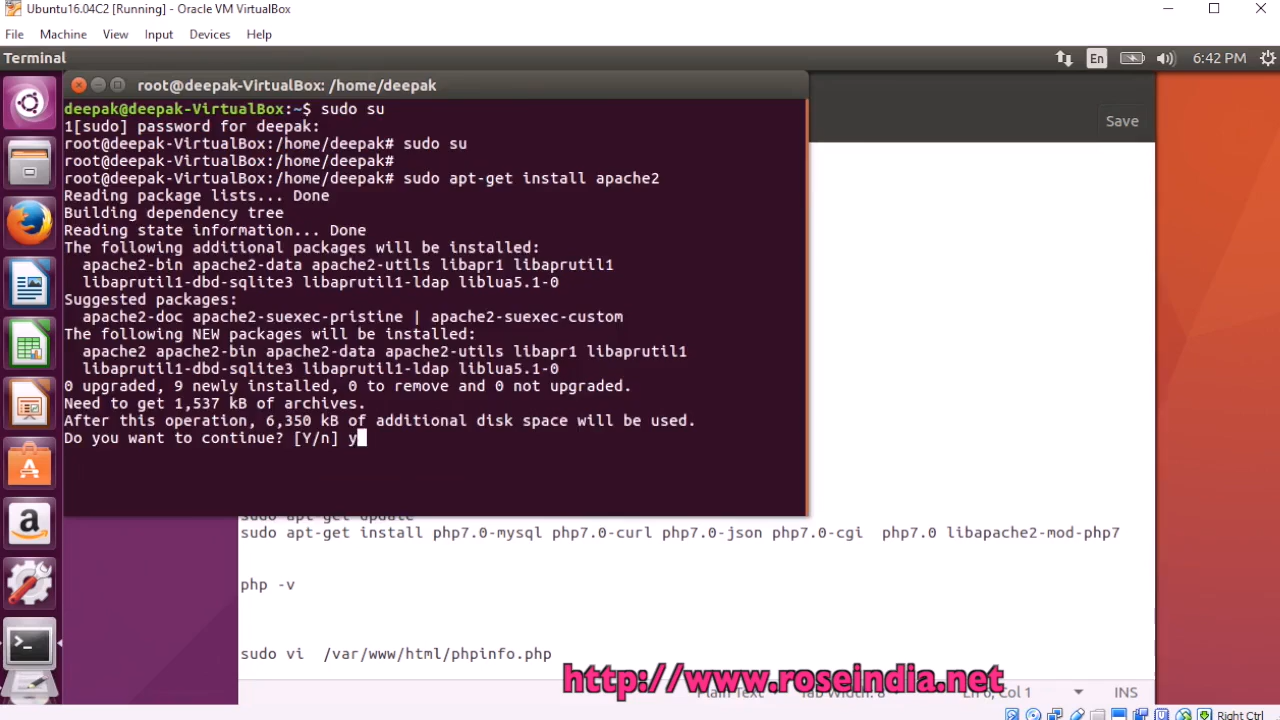 Ubuntu16.04C2 [Running] - Oracle VM VirtualBox
File Machine View Input Devices Help
Terminal
En
6:42 PM
root@deepak-VirtualBox: /home/deepak
Save
deepak@deepak-VirtualBox:~$ sudo su
1[sudo] password for deepak:
root@deepak-VirtualBox:/home/deepak# sudo su
root@deepak-VirtualBox:/home/deepak#
root@deepak-VirtualBox:/home/deepak# sudo apt-get install apache2
Reading package lists... Done
Building dependency tree
Reading state information... Done
The following additional packages will be installed:
apache2-bin apache2-data apache2-utils libapr1 libaprutil1
libaprutil1-dbd-sqlite3 libaprutil1-ldap liblua5.1-0
Suggested packages:
apache2-doc apache2-suexec-pristine | apache2-suexec-custom
The following NEW packages will be installed:
apache2 apache2-bin apache2-data apache2-utils libapr1 libaprutil1
libaprutil1-dbd-sqlite3 libaprutil1-ldap liblua5.1-0
0 upgraded, 9 newly installed, 0 to remove and 0 not upgraded.
Need to get 1,537 kB of archives.
After this operation, 6,350 kB of additional disk space will be used.
Do you want to continue? [Y/n] y
sudo apt-get update
sudo apt-get install php7.0-mysql php7.0-curl php7.0-json php7.0-cgi  php7.0 libapache2-mod-php7
php -v
sudo vi  /var/www/html/phpinfo.php
http://www.roseindia.net
Plain Text Tab Width: 8 Ln 6, Col 1 INS
Right Ctrl